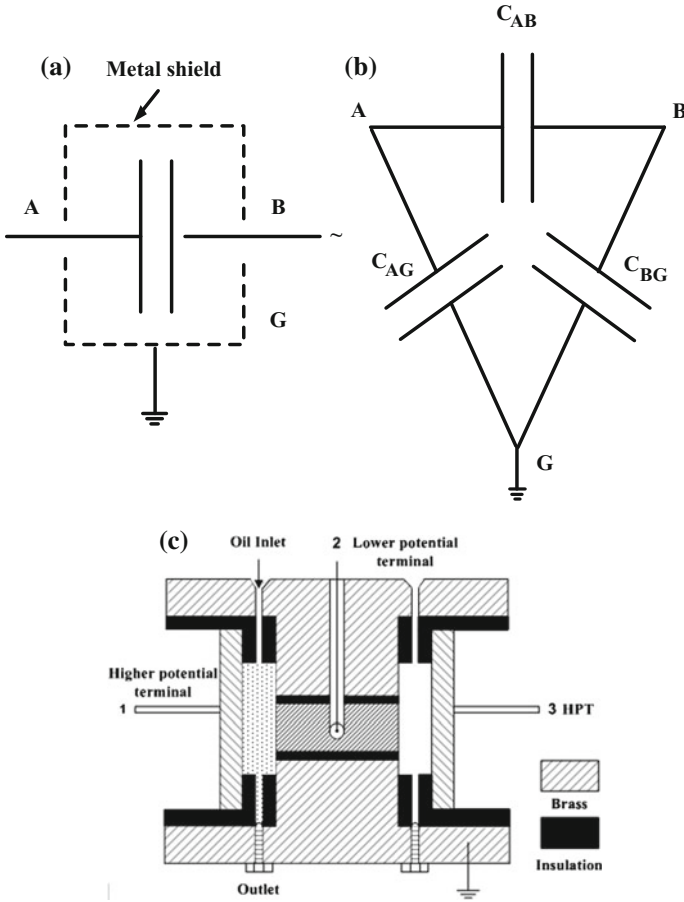 (a)
Metal shield
A
B
~
G
(b)
C_AB
A
B
C_AG
C_BG
G
(c)
Oil Inlet
2
Lower potential
terminal
Higher potential
terminal
1
3 HPT
Brass
Insulation
Outlet